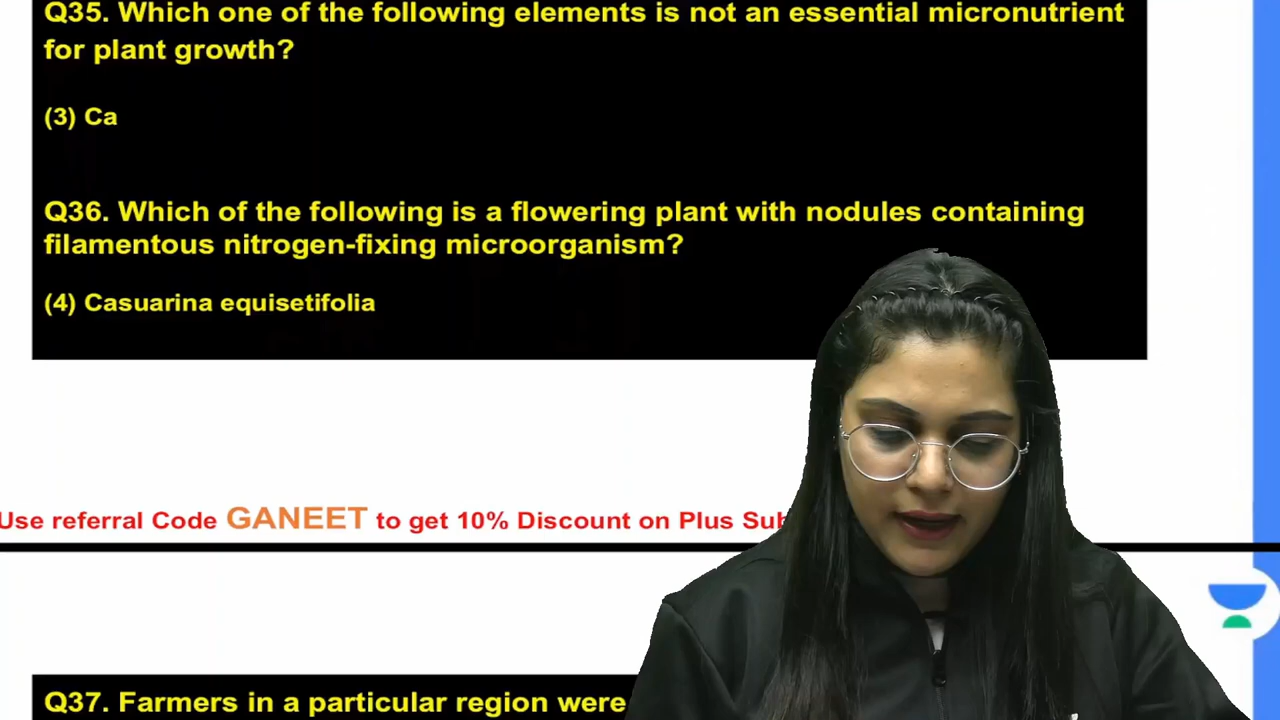 Q35. Which one of the following elements is not an essential micronutrient
for plant growth?
(3) Ca
Q36. Which of the following is a flowering plant with nodules containing
filamentous nitrogen-fixing microorganism?
(4) Casuarina equisetifolia
Use referral Code GANEET to get 10% Discount on Plus Sub
Q37. Farmers in a particular region were